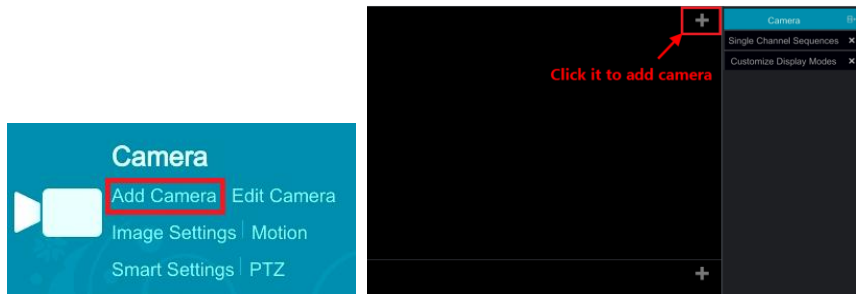 Camera
Add Camera Edit Camera
Image Settings Motion
Smart Settings PTZ
Click it to add camera
Camera
Single Channel Sequences
Customize Display Modes